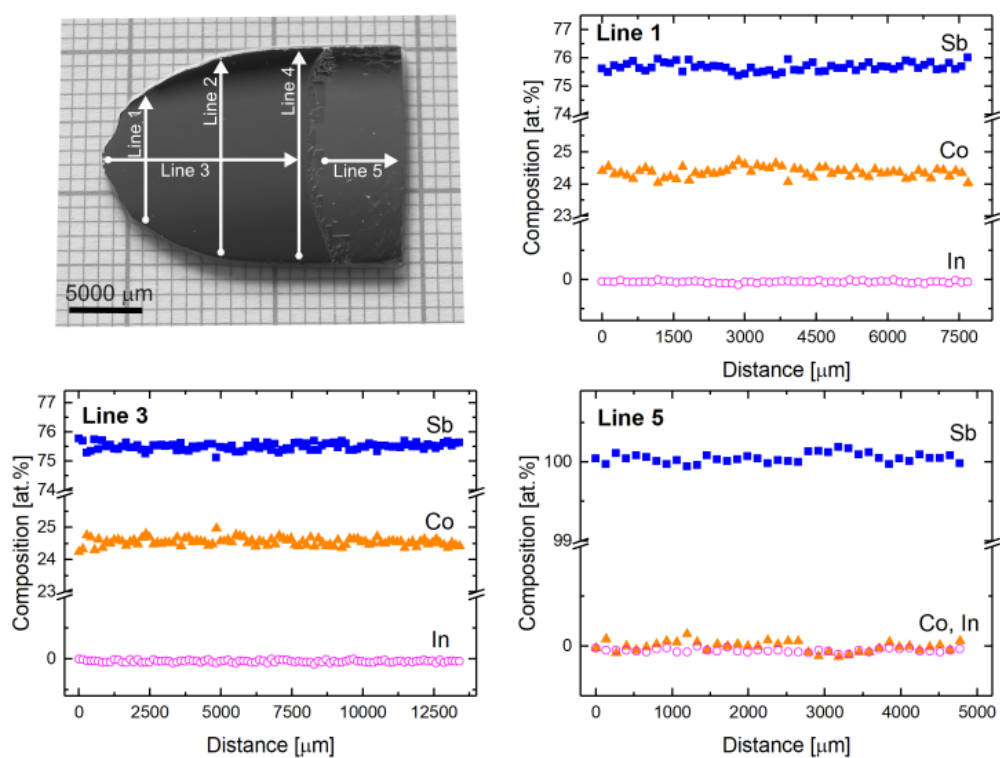 Line 1
Line 2
Line 4
Line 3
Line 5
5000 µm
Line 1
Sb
Co
In
Composition [at.%]
77
76
75
74
25
24
23
0
0 1500 3000 4500 6000 7500
Distance [µm]
Line 3
Sb
Co
In
Composition [at.%]
77
76
75
74
25
24
23
0
0 2500 5000 7500 10000 12500
Distance [µm]
Line 5
Sb
Co, In
Composition [at.%]
100
99
0
0 1000 2000 3000 4000 5000
Distance [µm]